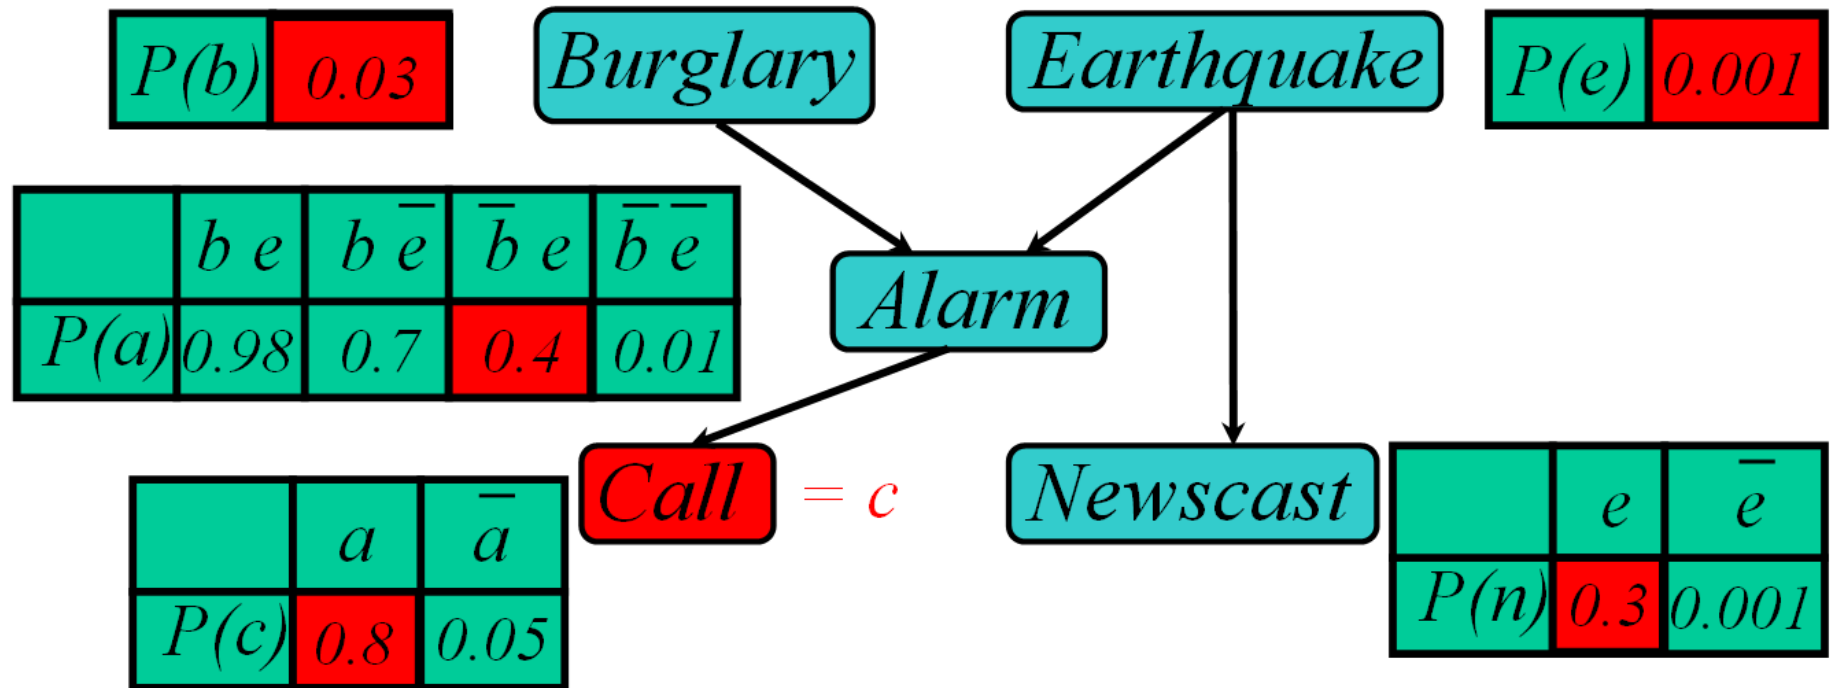 P(b) 0.03
Burglary
Earthquake
P(e) 0.001
b e b e̅ b̅ e b̅ e̅
P(a) 0.98 0.7 0.4 0.01
Alarm
Call = c
Newscast
a a̅
P(c) 0.8 0.05
e e̅
P(n) 0.3 0.001